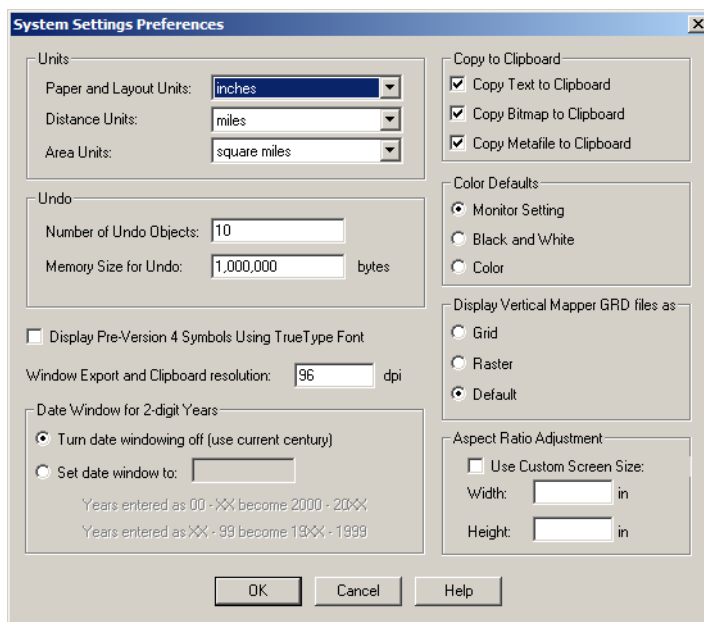 System Settings Preferences
Units
Paper and Layout Units: inches
Distance Units: miles
Area Units: square miles
Undo
Number of Undo Objects: 10
Memory Size for Undo: 1,000,000 bytes
Display Pre-Version 4 Symbols Using TrueType Font
Window Export and Clipboard resolution: 96 dpi
Date Window for 2-digit Years
Turn date windowing off (use current century)
Set date window to:
Years entered as 00 - XX become 2000 - 20XX
Years entered as XX - 99 become 19XX - 1999
Copy to Clipboard
Copy Text to Clipboard
Copy Bitmap to Clipboard
Copy Metafile to Clipboard
Color Defaults
Monitor Setting
Black and White
Color
Display Vertical Mapper GRD files as
Grid
Raster
Default
Aspect Ratio Adjustment
Use Custom Screen Size:
Width: in
Height: in
OK Cancel Help